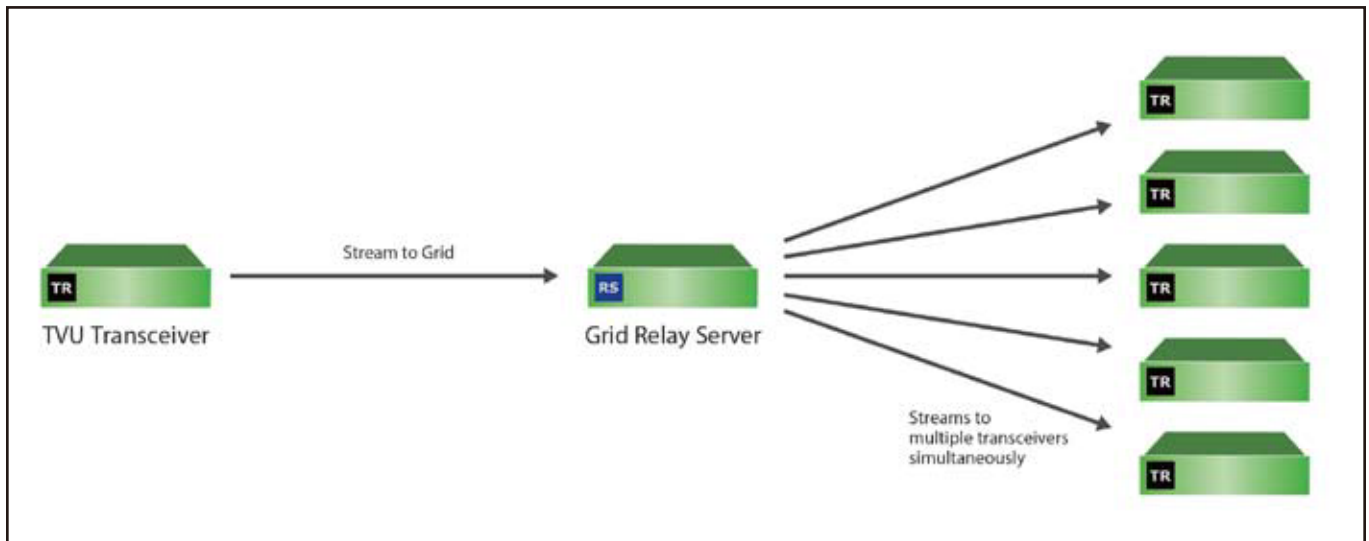 TR
TVU Transceiver
Stream to Grid
RS
Grid Relay Server
Streams to
multiple transceivers
simultaneously
TR
TR
TR
TR
TR